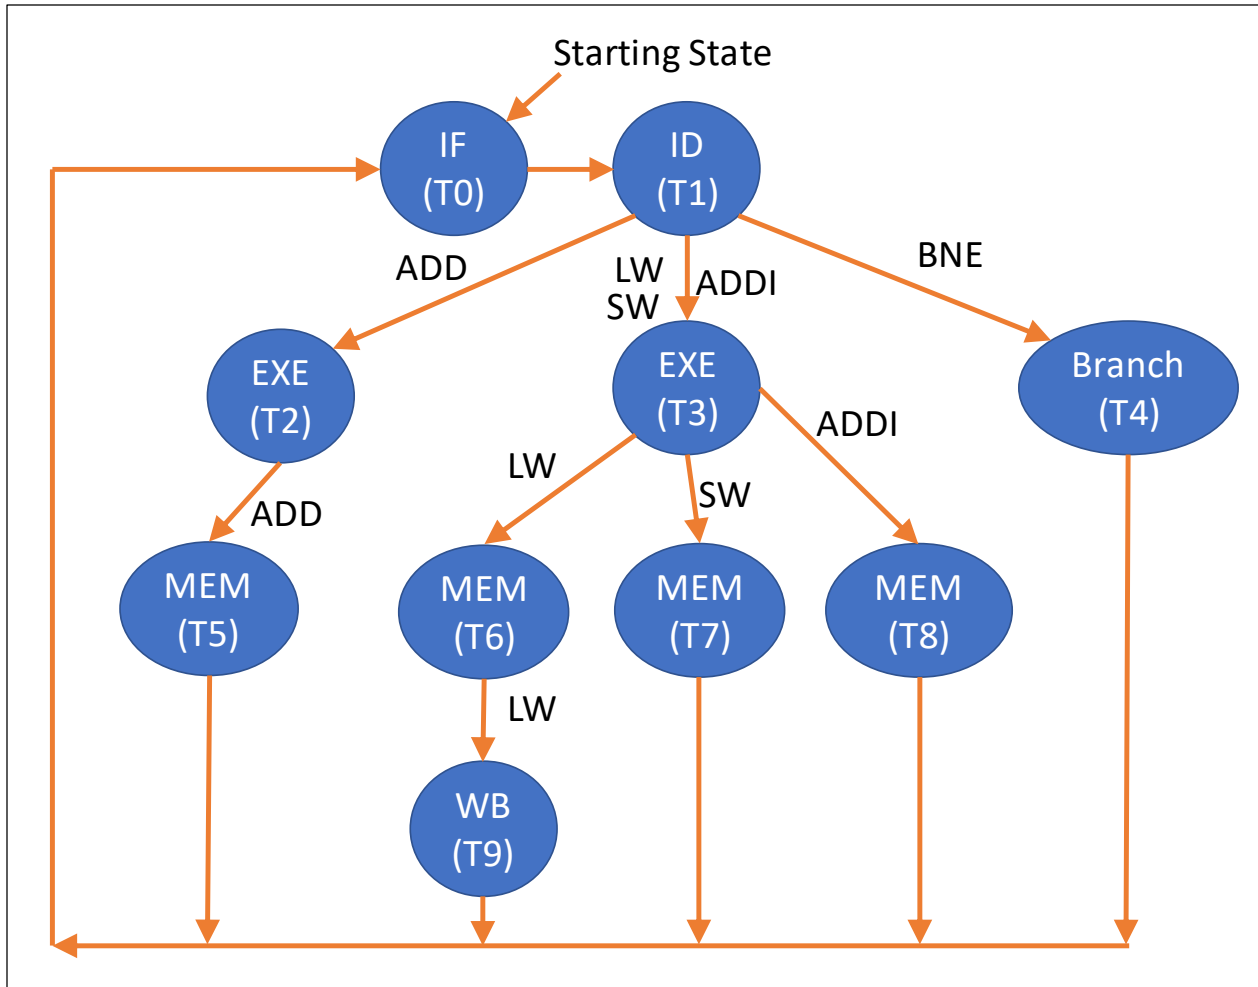 Starting State
IF
(T0)
ID
(T1)
ADD
LW
SW
ADDI
BNE
EXE
(T2)
EXE
(T3)
Branch
(T4)
ADD
LW
SW
ADDI
MEM
(T5)
MEM
(T6)
MEM
(T7)
MEM
(T8)
LW
WB
(T9)